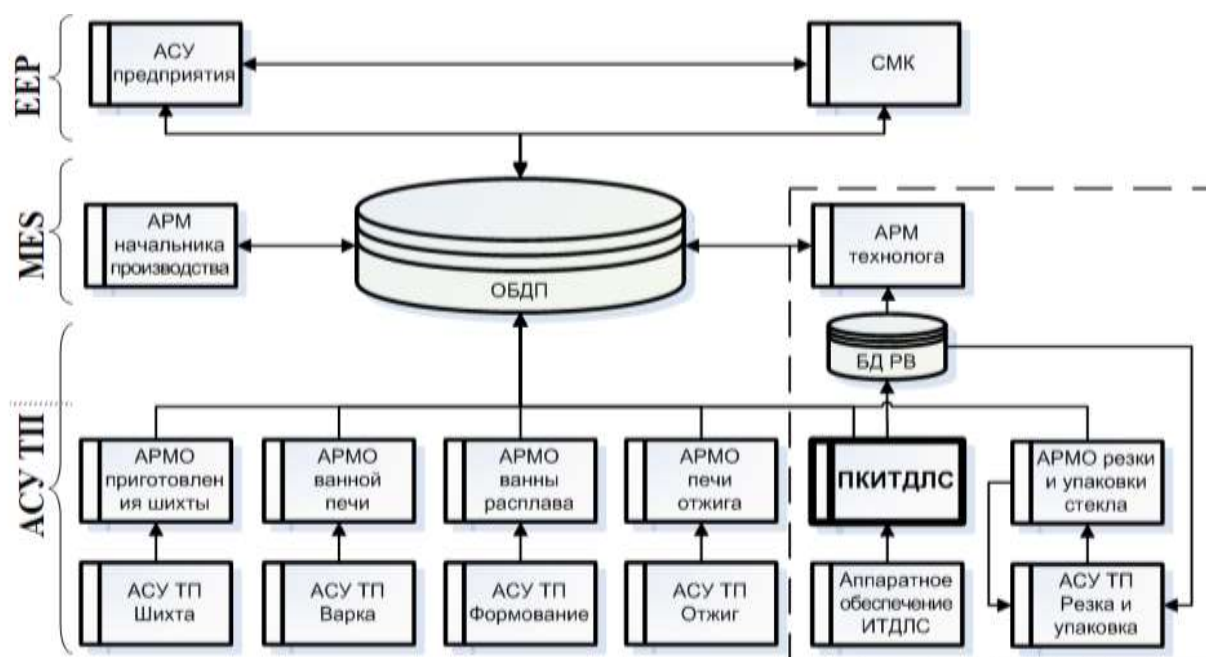 EEP
АСУ
предприятия
СМК
MES
АРМ
начальника
производства
ОБДП
АРМ
технолога
БД РВ
АСУ ТП
АРМО
приготовлен
ия шихты
АРМО
ванной
печи
АРМО
ванны
расплава
АРМО
печи
отжига
ПКИТДЛС
АРМО резки
и упаковки
стекла
АСУ ТП
Шихта
АСУ ТП
Варка
АСУ ТП
Формование
АСУ ТП
Отжиг
Аппаратное
обеспечение
ИТДЛС
АСУ ТП
Резка и
упаковка